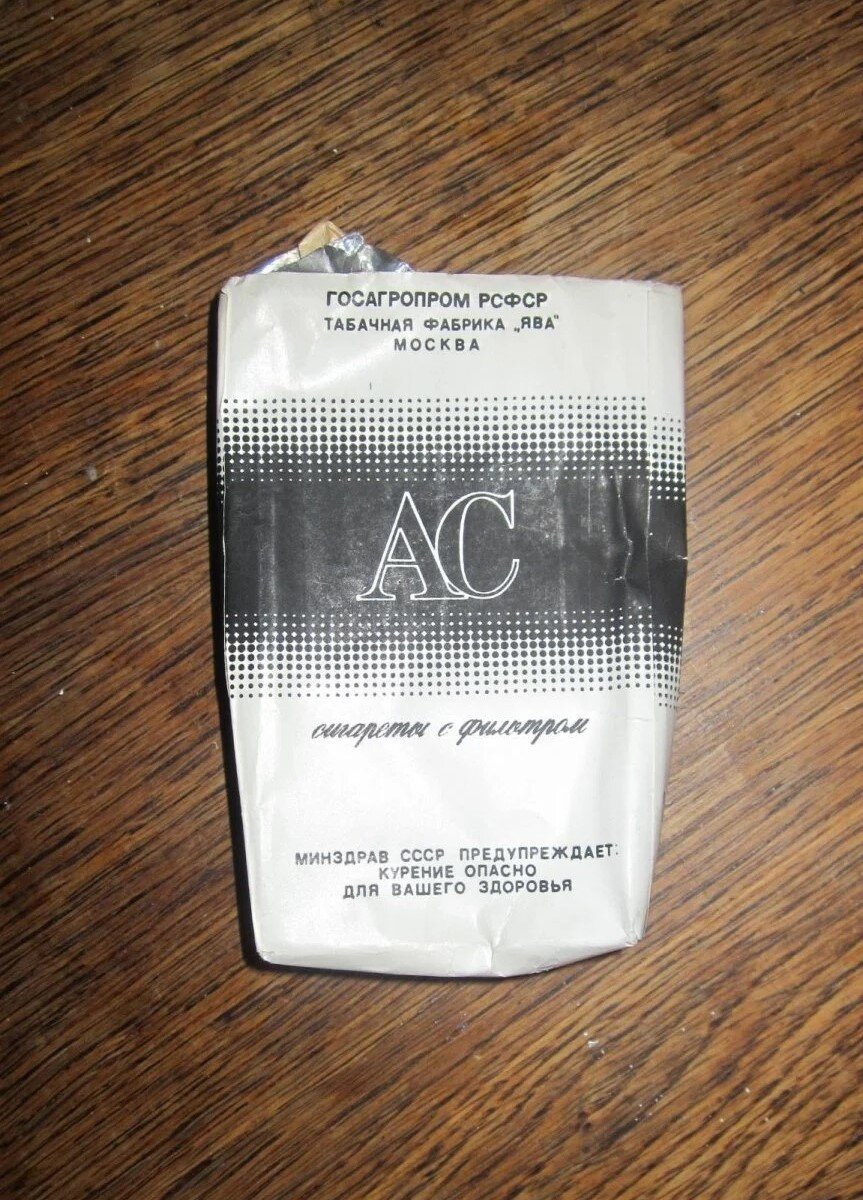 ГОСАГРОПРОМ РСФСР
ТАБАЧНАЯ ФАБРИКА „ЯВА"
МОСКВА
АС
сигареты с фильтром
МИНЗДРАВ СССР ПРЕДУПРЕЖДАЕТ:
КУРЕНИЕ ОПАСНО
ДЛЯ ВАШЕГО ЗДОРОВЬЯ